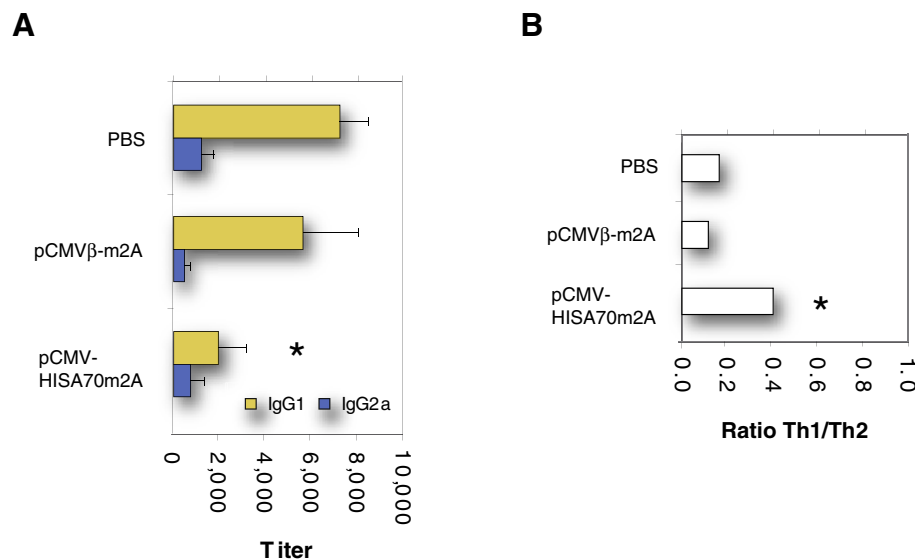 A
PBS
pCMVβ-m2A
pCMV-
HISA70m2A
*
IgG1
IgG2a
0
2,000
4,000
6,000
8,000
10,000
Titer
B
PBS
pCMVβ-m2A
pCMV-
HISA70m2A
*
0.0
0.2
0.4
0.6
0.8
1.0
Ratio Th1/Th2